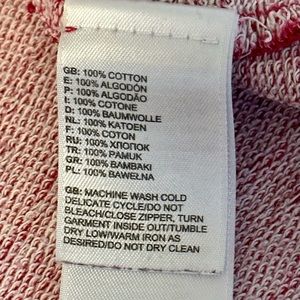 GB: 100% COTTON
E: 100% ALGODÓN
P: 100% ALGODÃO
I: 100% COTONE
D: 100% BAUMWOLLE
NL: 100% KATOEN
F: 100% COTON
RU: 100% ХЛОПОК
TR: 100% PAMUK
GR: 100% BAMBAKI
PL: 100% BAWEŁNA
GB: MACHINE WASH COLD
DELICATE CYCLE/DO NOT
BLEACH/CLOSE ZIPPER, TURN
GARMENT INSIDE OUT/TUMBLE
DRY LOW/WARM IRON AS
DESIRED/DO NOT DRY CLEAN